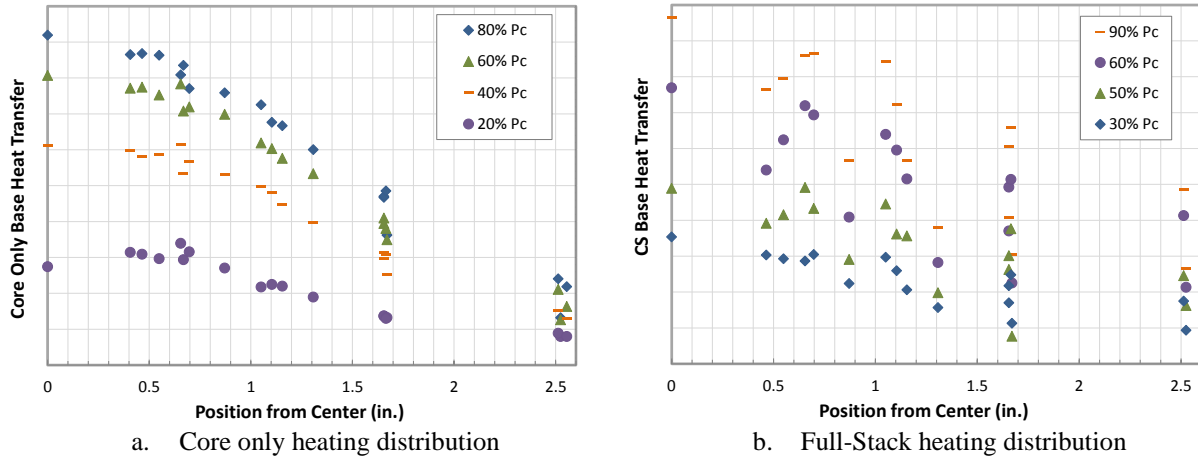 Core Only Base Heat Transfer
80% Pc
60% Pc
40% Pc
20% Pc
0 0.5 1 1.5 2 2.5
Position from Center (in.)
a. Core only heating distribution
CS Base Heat Transfer
90% Pc
60% Pc
50% Pc
30% Pc
0 0.5 1 1.5 2 2.5
Position from Center (in.)
b. Full-Stack heating distribution